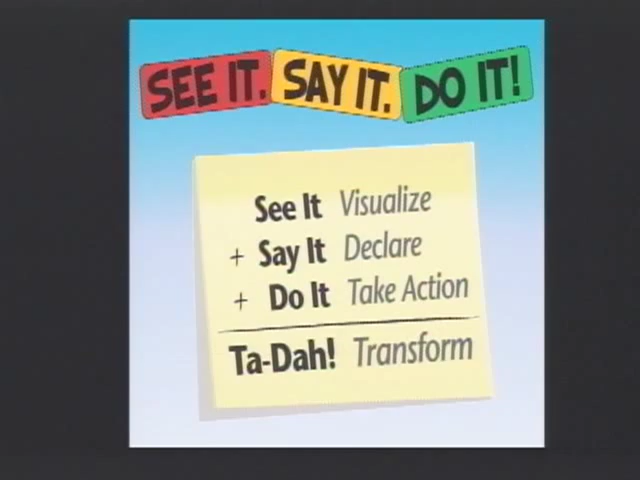 SEE IT. SAY IT. DO IT!
See It Visualize
+ Say It Declare
+ Do It Take Action
Ta-Dah! Transform